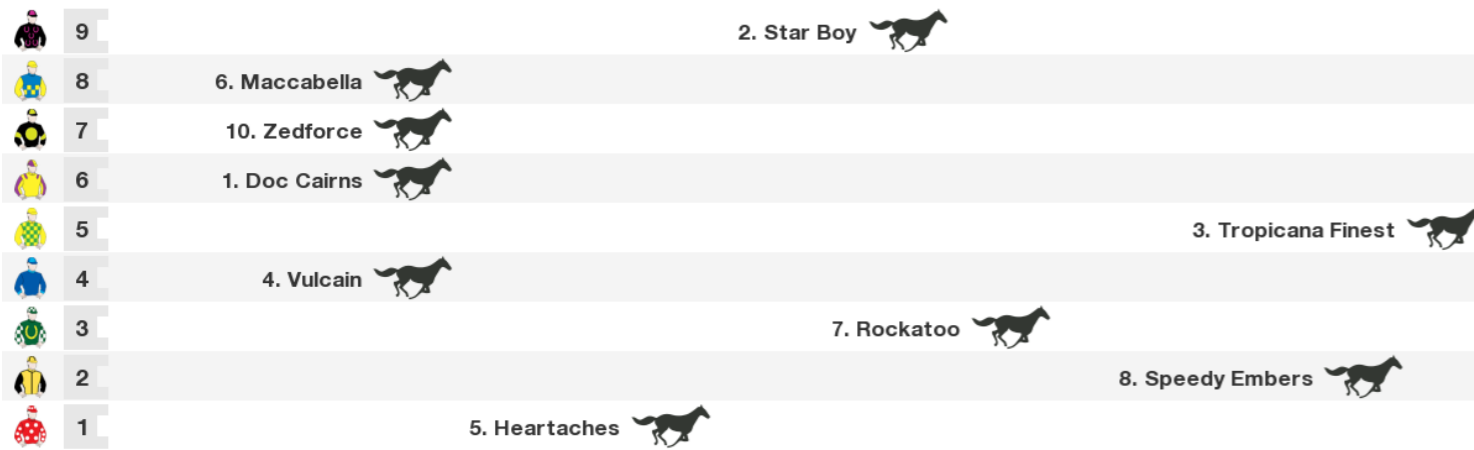 9 2. Star Boy
8 6. Maccabella
7 10. Zedforce
6 1. Doc Cairns
5 3. Tropicana Finest
4 4. Vulcain
3 7. Rockatoo
2 8. Speedy Embers
1 5. Heartaches